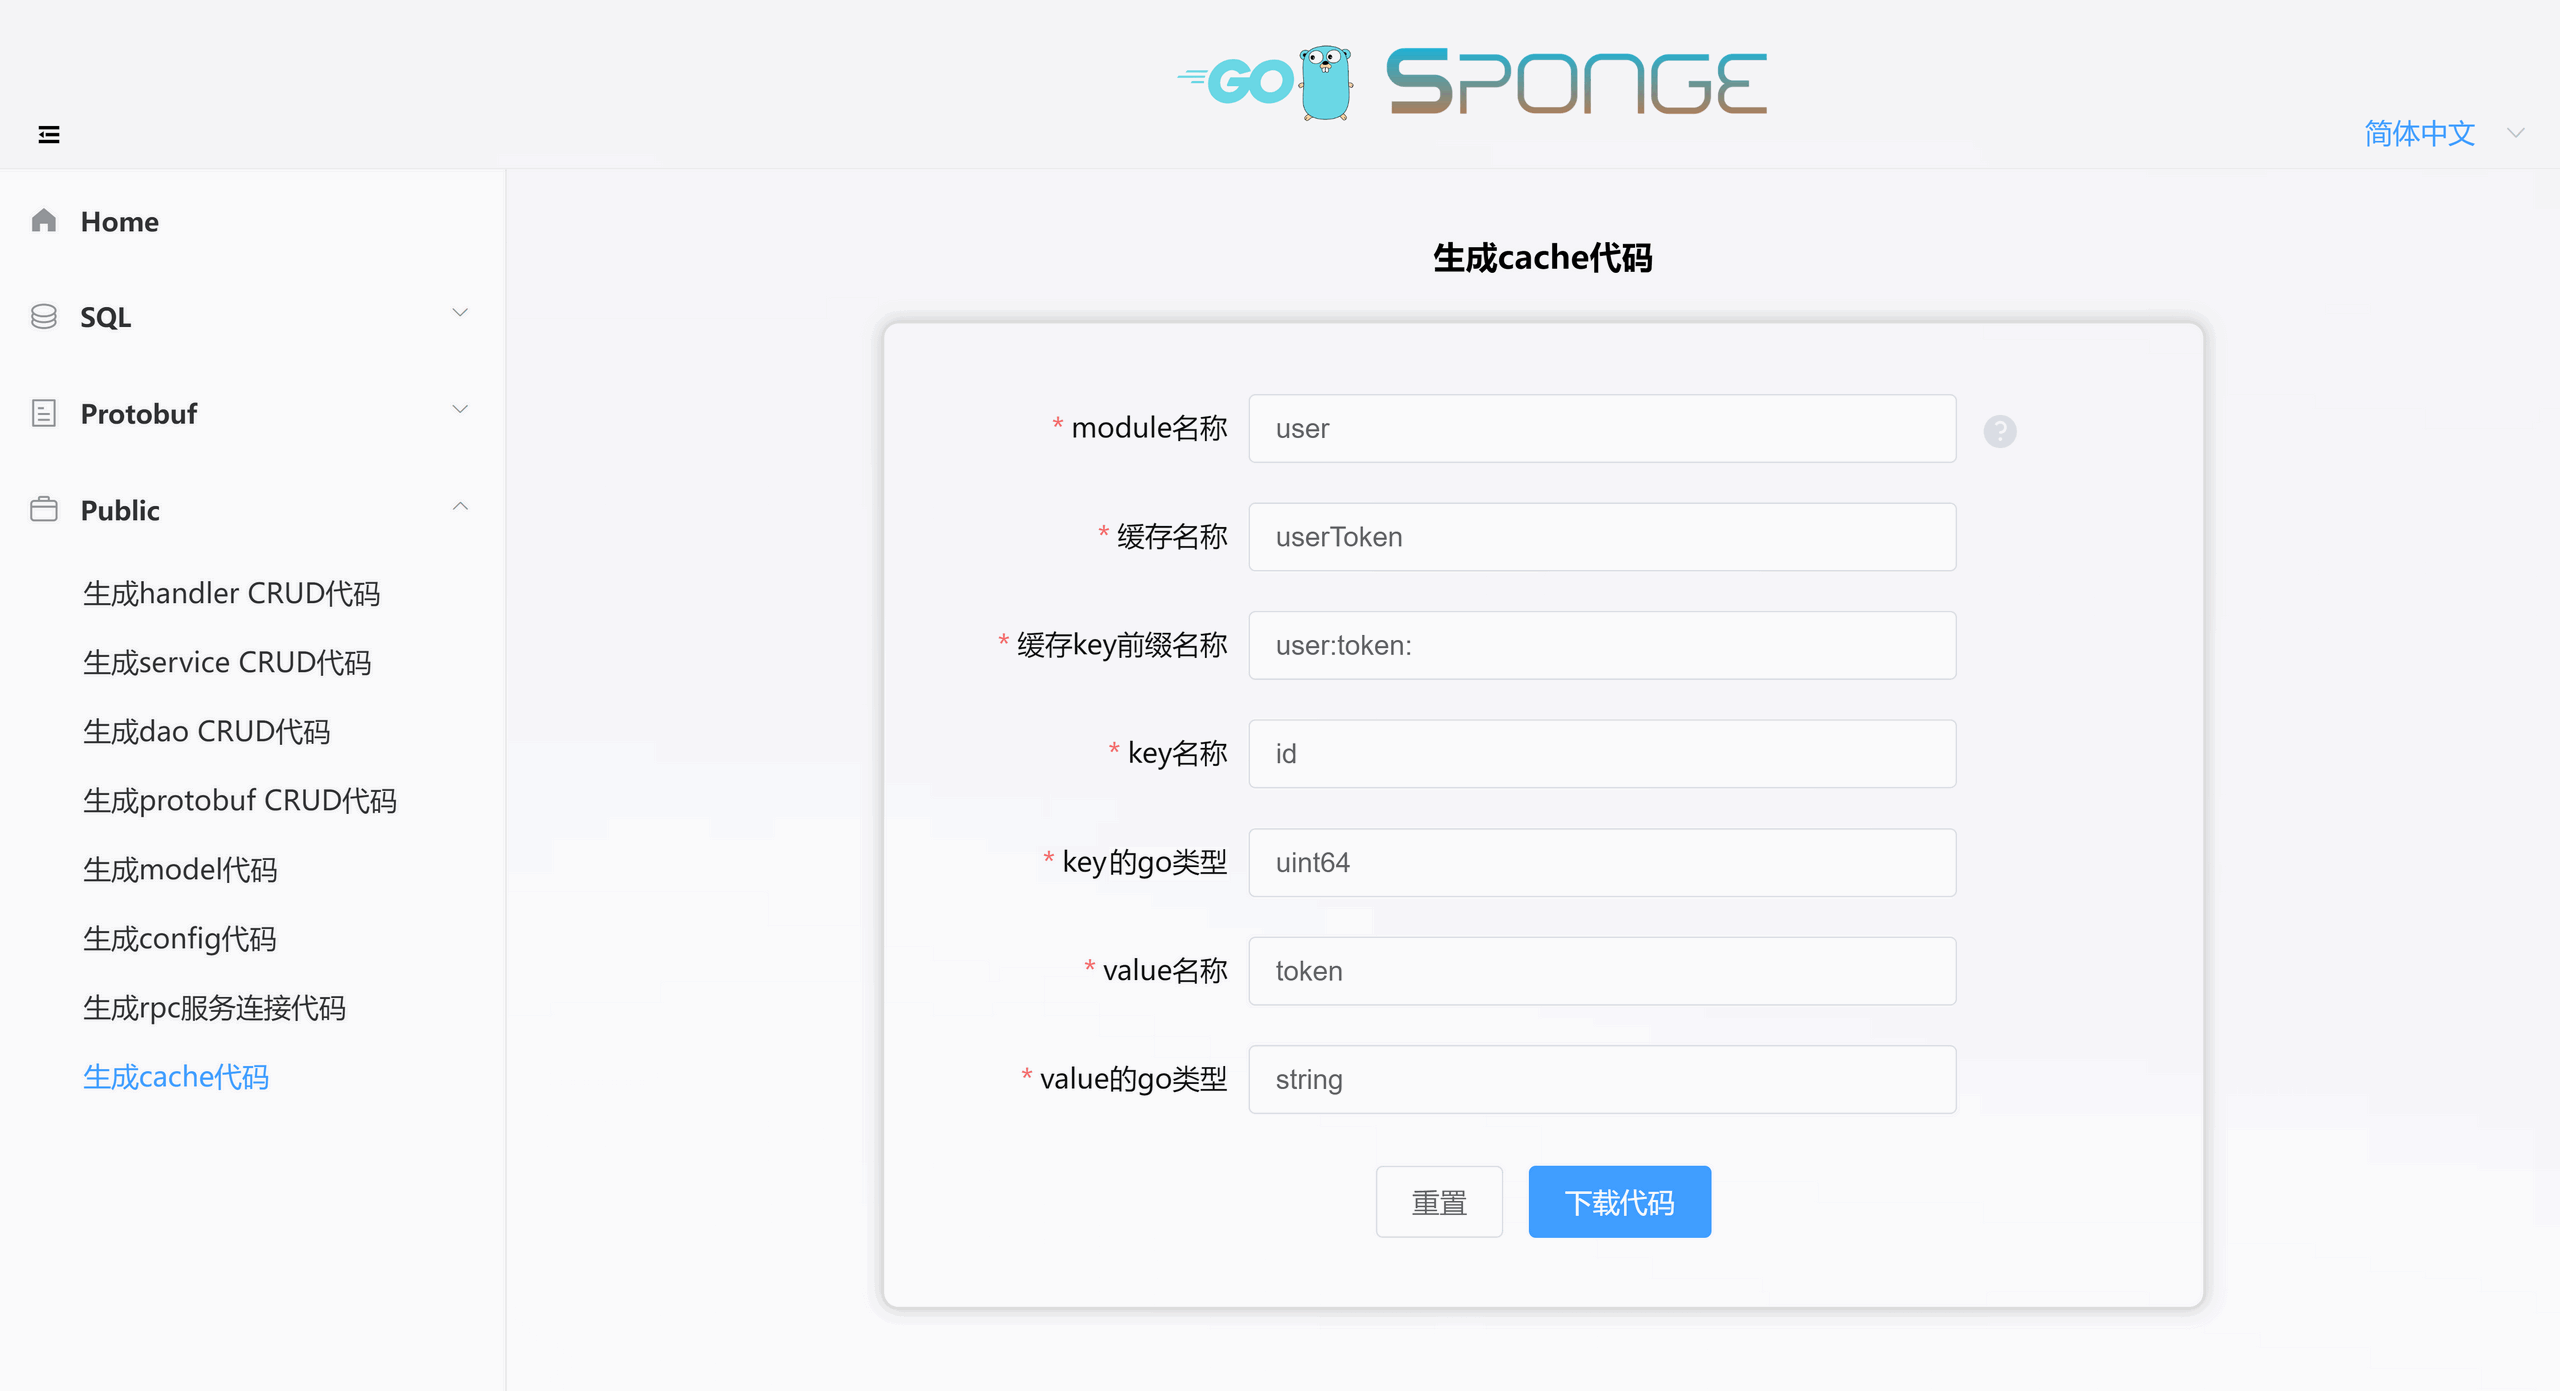 GO SPONGE
简体中文
Home
SQL
Protobuf
Public
生成handler CRUD代码
生成service CRUD代码
生成dao CRUD代码
生成protobuf CRUD代码
生成model代码
生成config代码
生成rpc服务连接代码
生成cache代码
生成cache代码
* module名称 user ?
* 缓存名称 userToken
* 缓存key前缀名称 user:token:
* key名称 id
* key的go类型 uint64
* value名称 token
* value的go类型 string
重置 下载代码